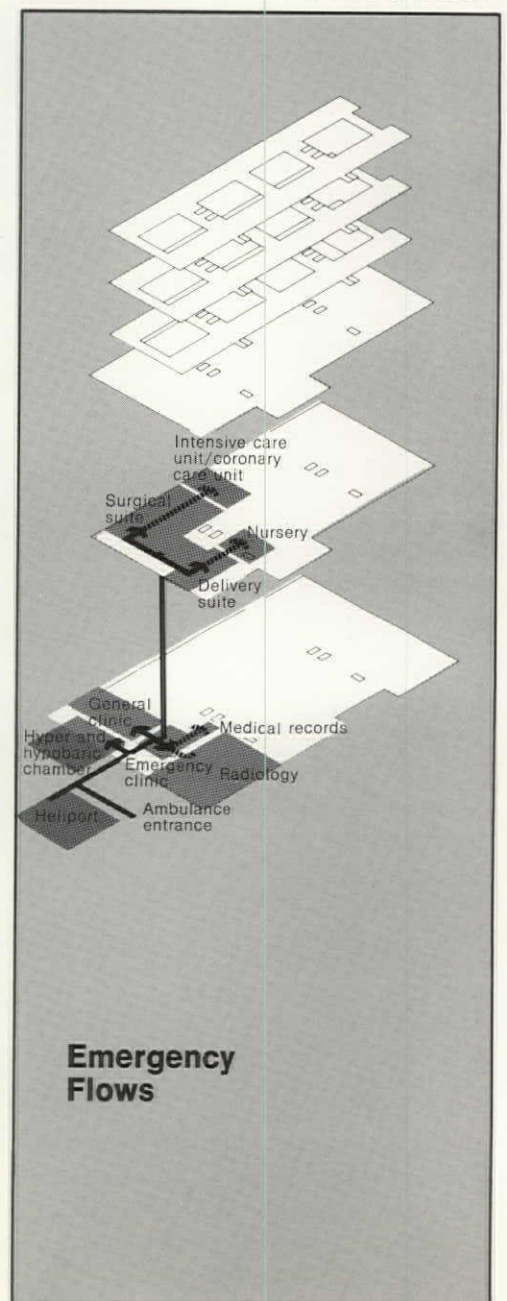 Intensive care
unit/coronary
care unit
Surgical
suite
Nursery
Delivery
suite
General
clinic
Medical records
Hyper and
hypobaric
chamber
Emergency
clinic
Radiology
Heliport
Ambulance
entrance
Emergency
Flows